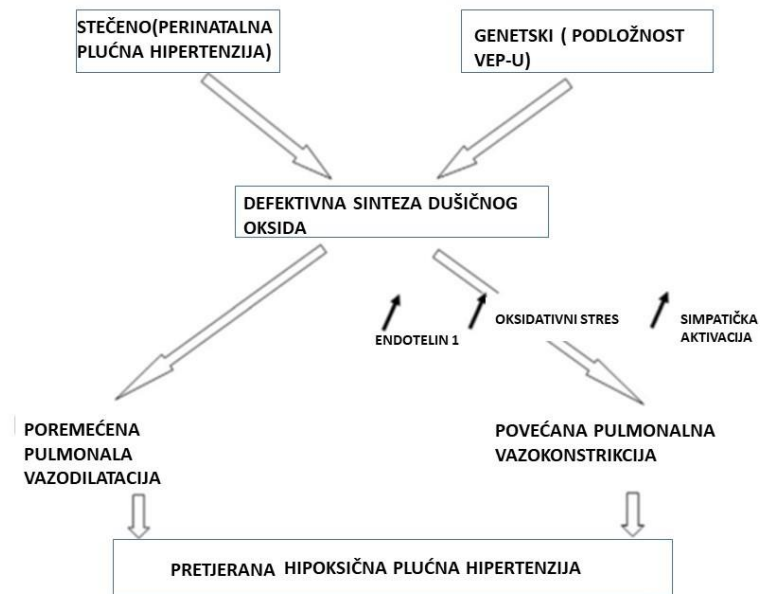 STEČENO(PERINATALNA
PLUĆNA HIPERTENZIJA)
GENETSKI ( PODLOŽNOST
VEP-U)
DEFEKTIVNA SINTEZA DUŠIČNOG
OKSIDA
ENDOTELIN 1
OKSIDATIVNI STRES
SIMPATIČKA
AKTIVACIJA
POREMEĆENA
PULMONALA
VAZODILATACIJA
POVEĆANA PULMONALNA
VAZOKONSTRIKCIJA
PRETJERANA HIPOKSIČNA PLUĆNA HIPERTENZIJA